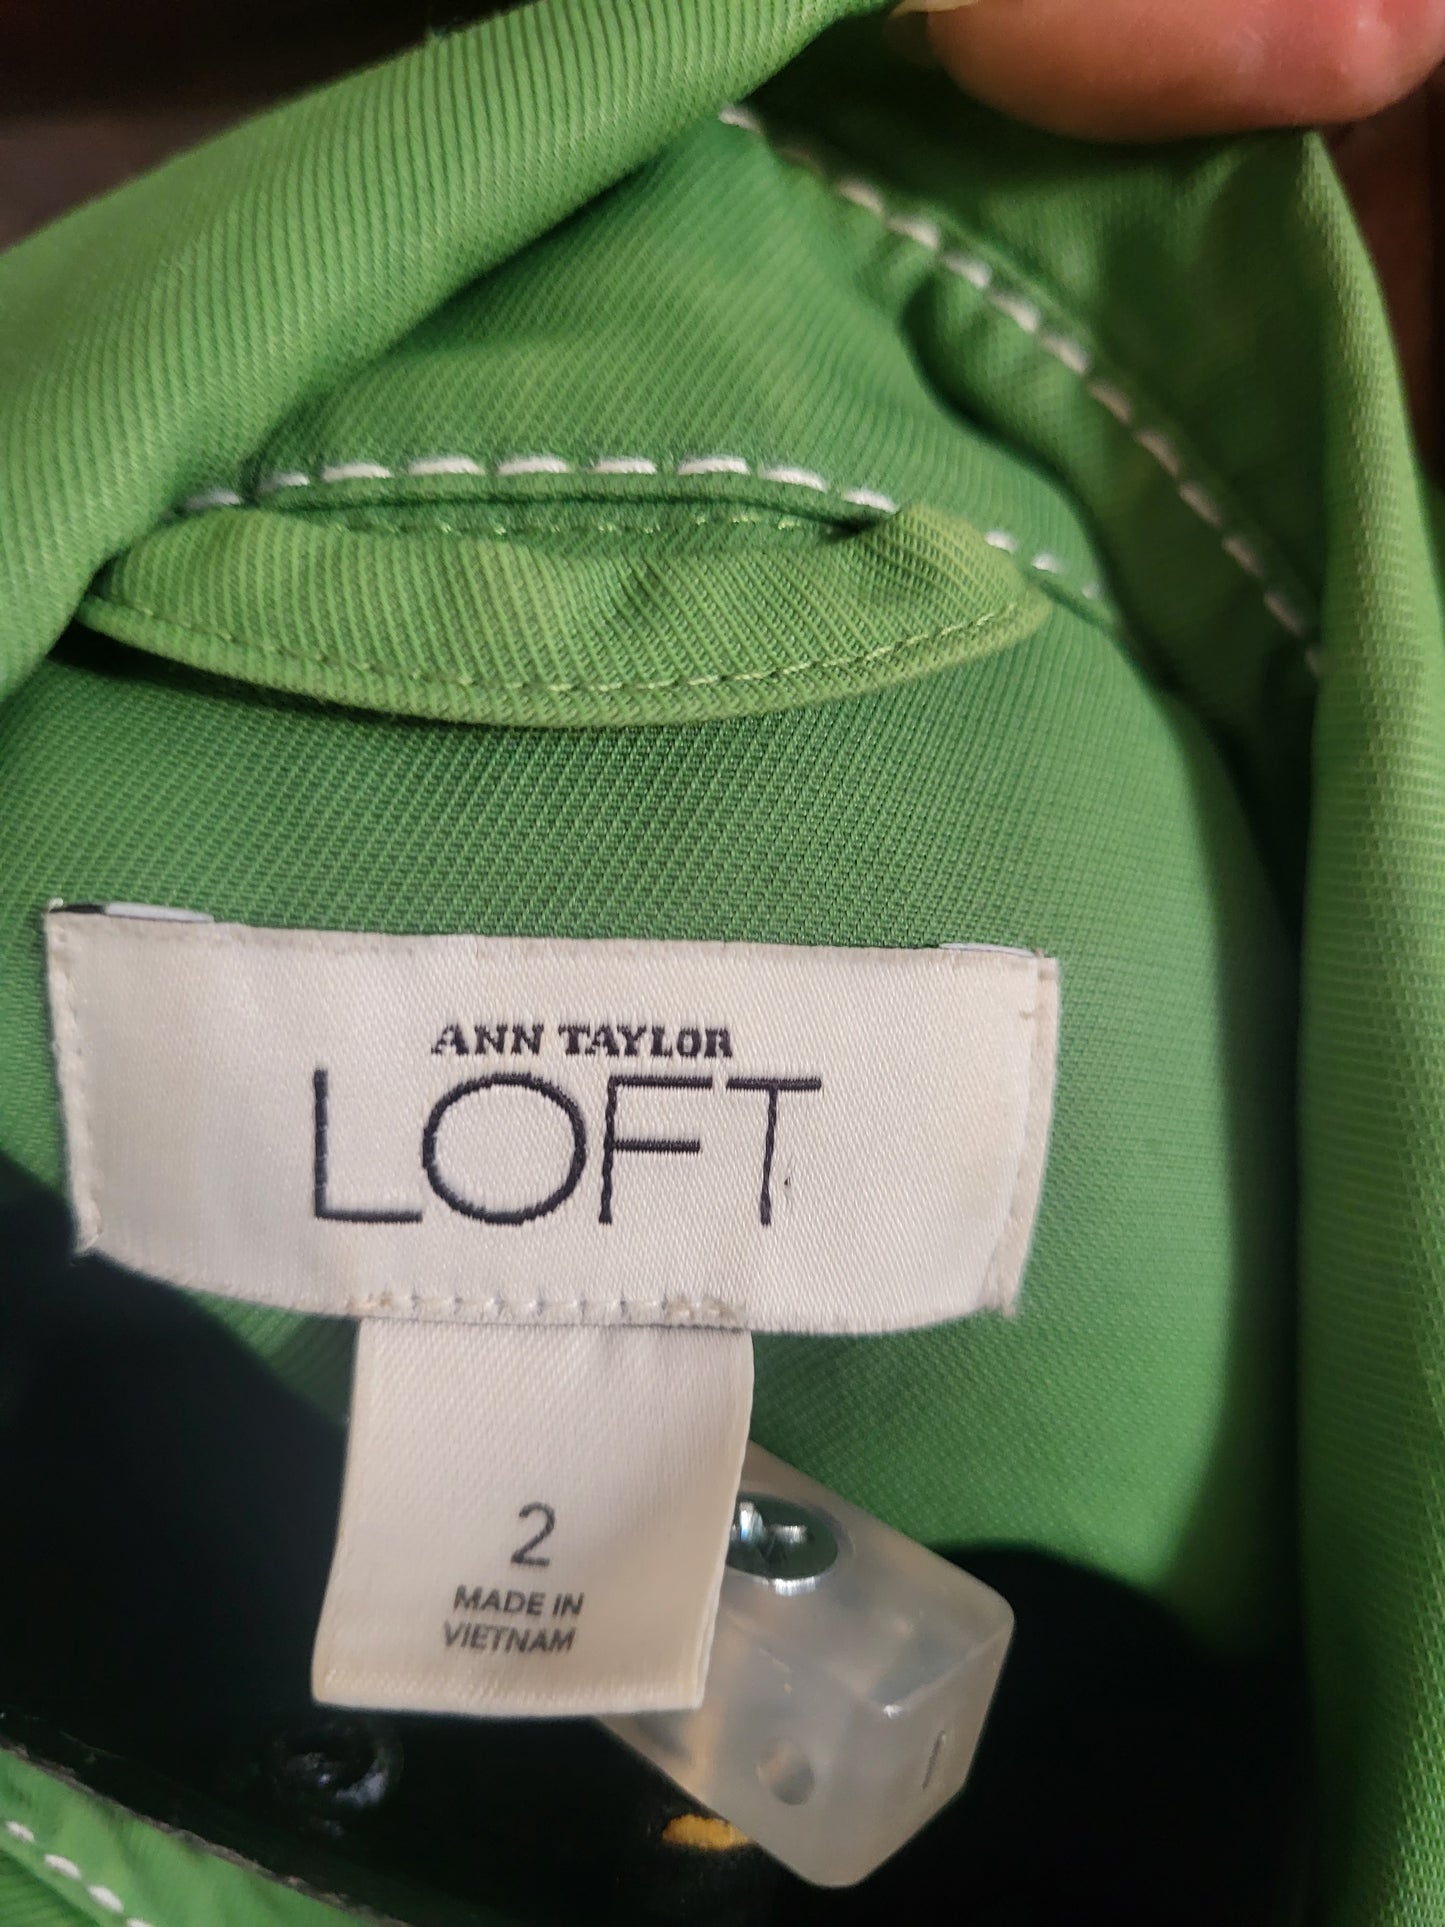 ANN TAYLOR
LOFT
2
MADE IN
VIETNAM